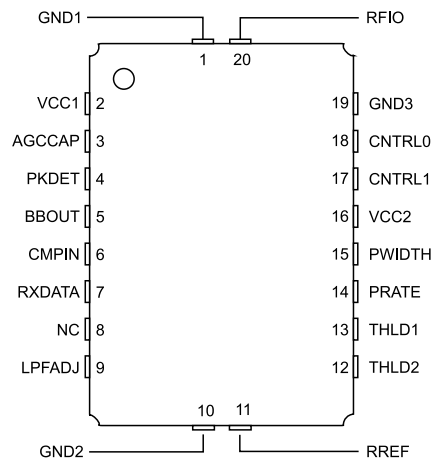 GND1 RFIO
1 20
VCC1 2 19 GND3
AGCCAP 3 18 CNTRL0
PKDET 4 17 CNTRL1
BBOUT 5 16 VCC2
CMPIN 6 15 PWIDTH
RXDATA 7 14 PRATE
NC 8 13 THLD1
LPFADJ 9 12 THLD2
10 11
GND2 RREF